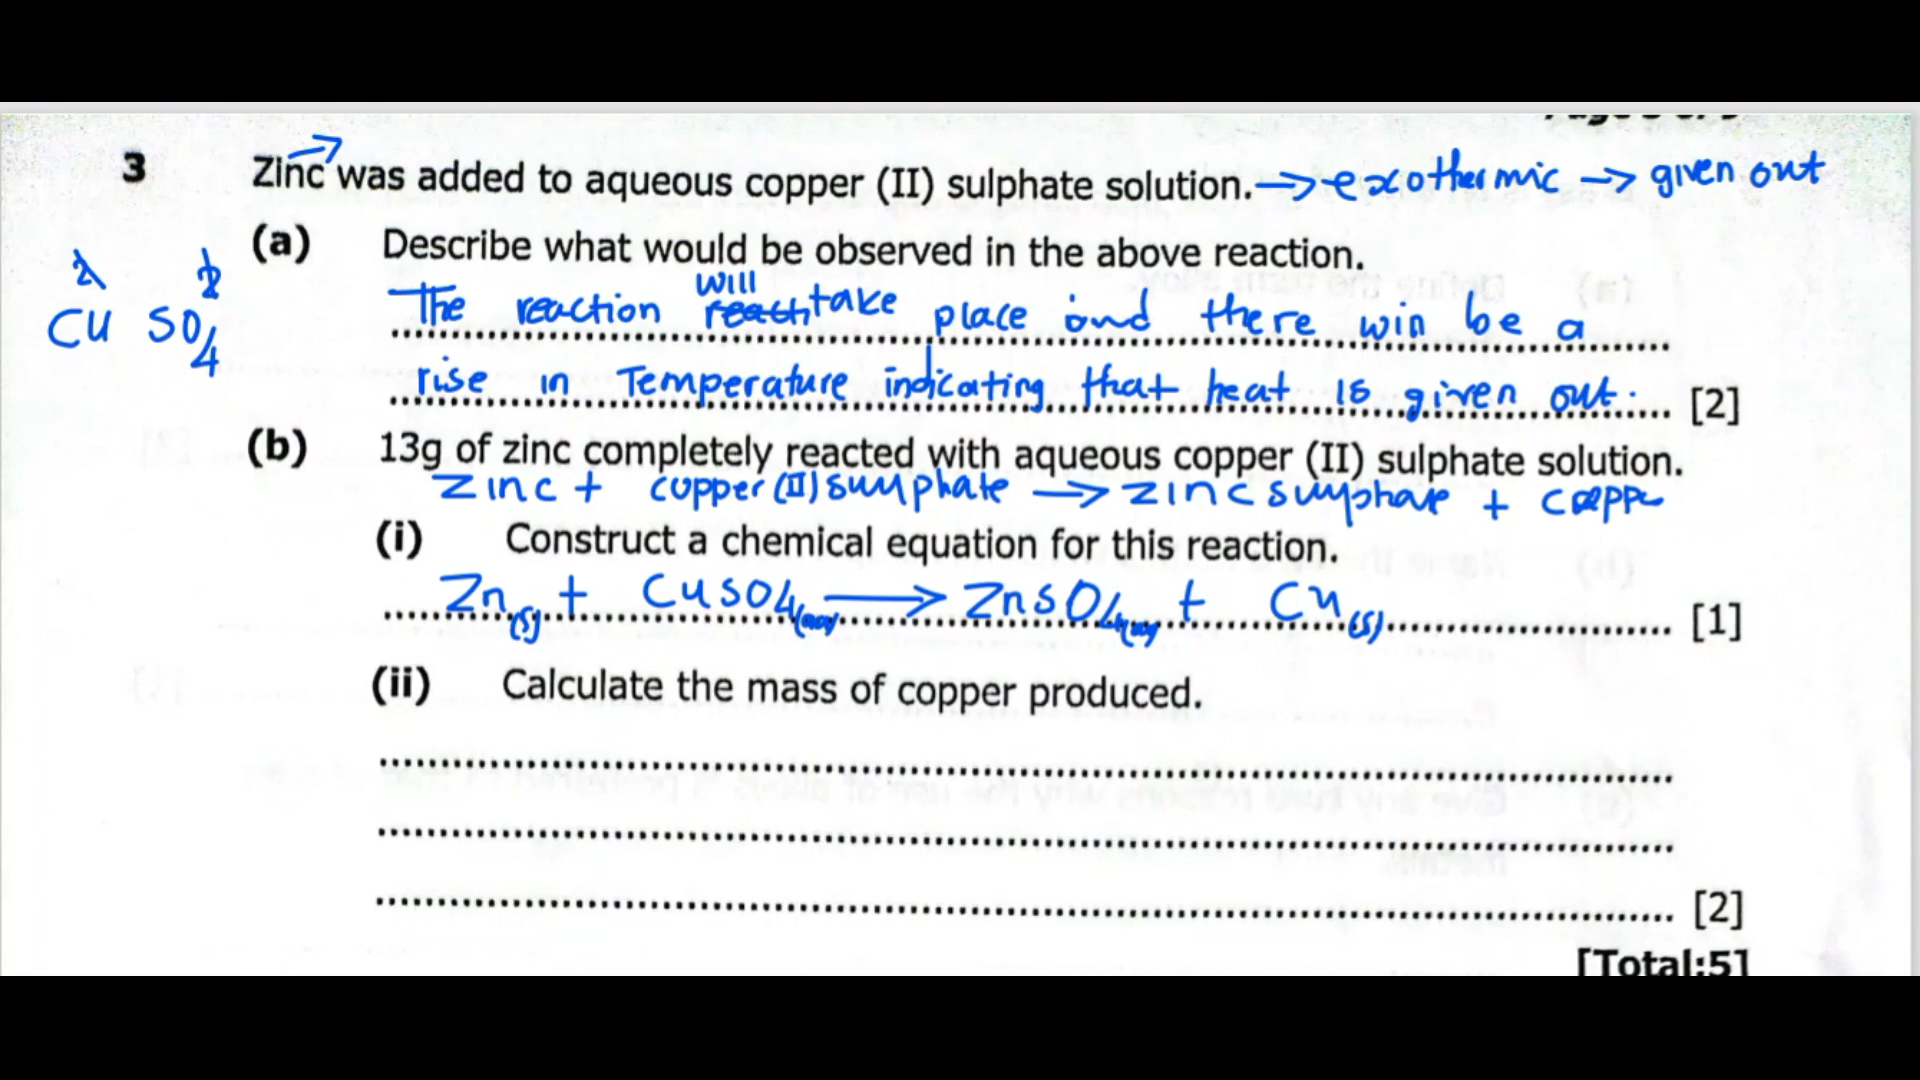 3 Zinc was added to aqueous copper (II) sulphate solution. → exothermic → given out
(a) Describe what would be observed in the above reaction.
2 2
Cu SO4
will
The reaction take place and there will be a
rise in Temperature indicating that heat is given out. [2]
(b) 13g of zinc completely reacted with aqueous copper (II) sulphate solution.
Zinc + copper (II) sulphate → zinc sulphate +
(i) Construct a chemical equation for this reaction.
Zn(s) + CuSO4(aq) → ZnSO4(aq) + Cu(s) [1]
(ii) Calculate the mass of copper produced.
[2]
[Total:5]